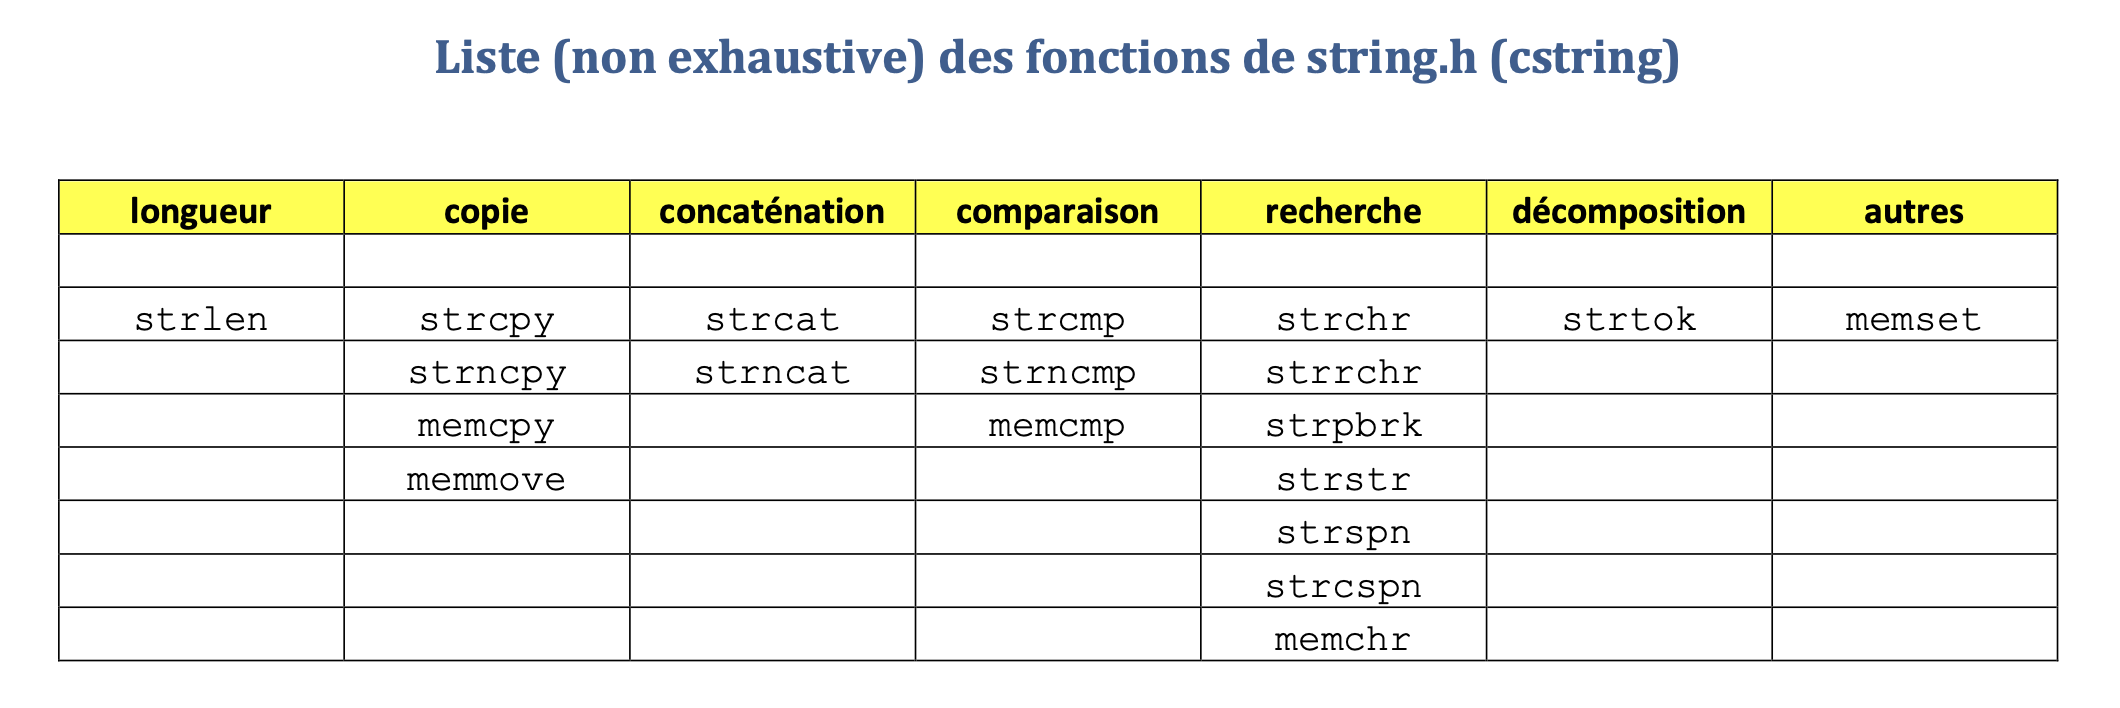 Liste (non exhaustive) des fonctions de string.h (cstring)
longueur copie concaténation comparaison recherche décomposition autres
strlen strcpy strcat strcmp strchr strtok memset
strncpy strncat strncmp strrchr
memcpy memcmp strpbrk
memmove strstr
strspn
strcspn
memchr